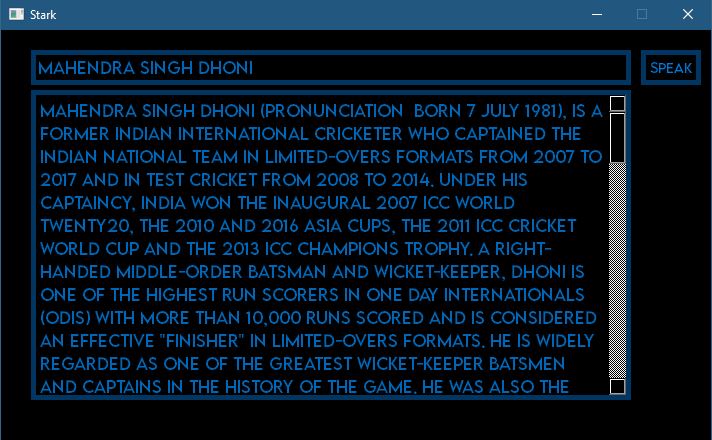 Stark
MAHENDRA SINGH DHONI
SPEAK
MAHENDRA SINGH DHONI (PRONUNCIATION  BORN 7 JULY 1981), IS A
FORMER INDIAN INTERNATIONAL CRICKETER WHO CAPTAINED THE
INDIAN NATIONAL TEAM IN LIMITED-OVERS FORMATS FROM 2007 TO
2017 AND IN TEST CRICKET FROM 2008 TO 2014. UNDER HIS
CAPTAINCY, INDIA WON THE INAUGURAL 2007 ICC WORLD
TWENTY20, THE 2010 AND 2016 ASIA CUPS, THE 2011 ICC CRICKET
WORLD CUP AND THE 2013 ICC CHAMPIONS TROPHY. A RIGHT-
HANDED MIDDLE-ORDER BATSMAN AND WICKET-KEEPER, DHONI IS
ONE OF THE HIGHEST RUN SCORERS IN ONE DAY INTERNATIONALS
(ODIS) WITH MORE THAN 10,000 RUNS SCORED AND IS CONSIDERED
AN EFFECTIVE "FINISHER" IN LIMITED-OVERS FORMATS. HE IS WIDELY
REGARDED AS ONE OF THE GREATEST WICKET-KEEPER BATSMEN
AND CAPTAINS IN THE HISTORY OF THE GAME. HE WAS ALSO THE